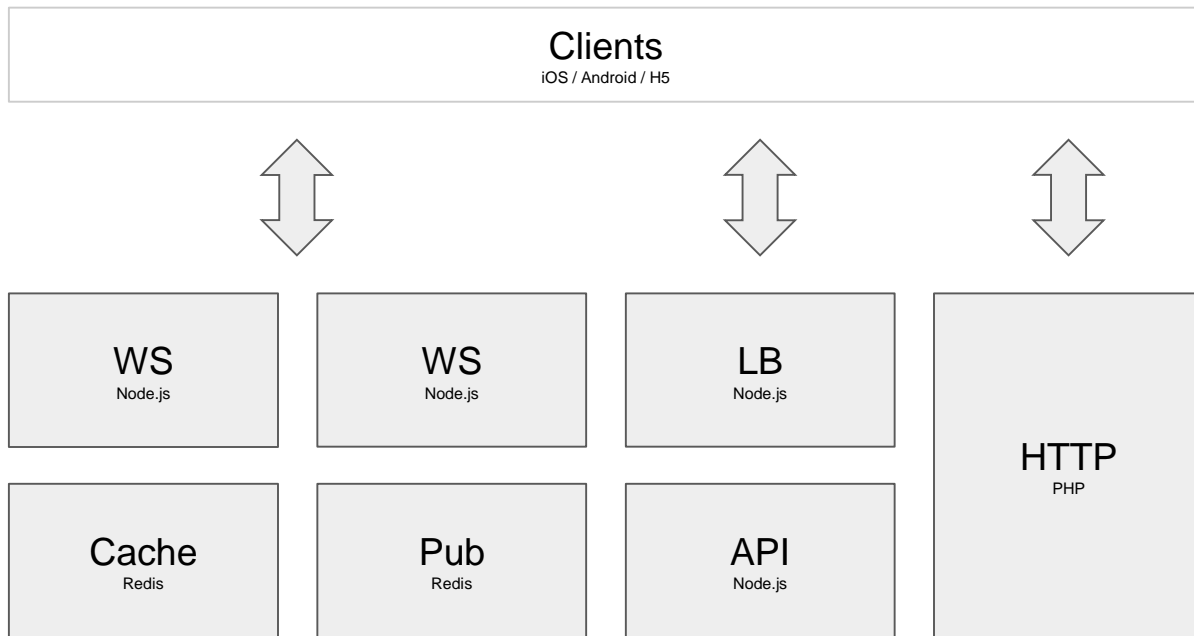 Clients
iOS / Android / H5
WS
Node.js
WS
Node.js
LB
Node.js
HTTP
PHP
Cache
Redis
Pub
Redis
API
Node.js